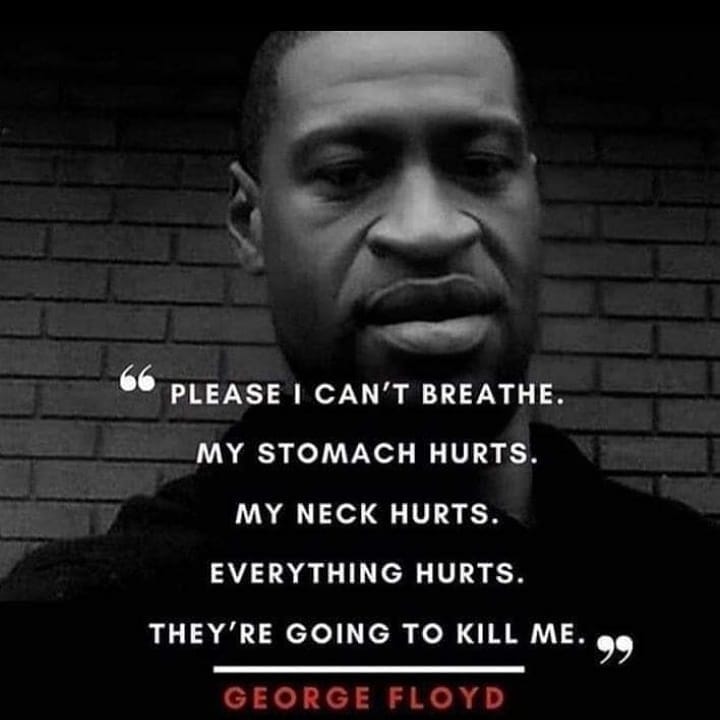 “ PLEASE I CAN’T BREATHE.
MY STOMACH HURTS.
MY NECK HURTS.
EVERYTHING HURTS.
THEY’RE GOING TO KILL ME. ”
GEORGE FLOYD